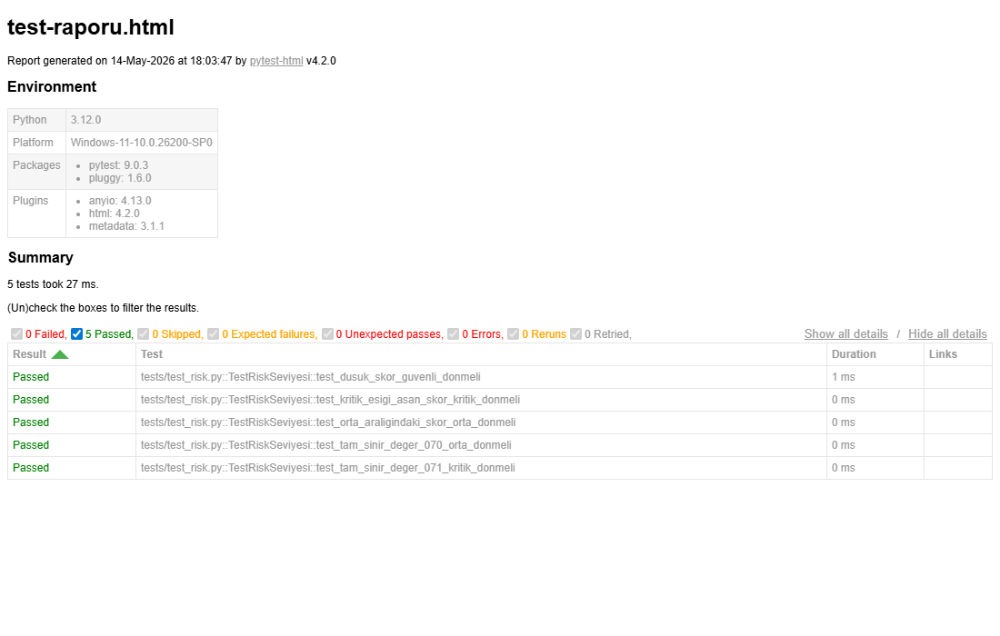 test-raporu.html
Report generated on 14-May-2026 at 18:03:47 by pytest-html v4.2.0
Environment
Python 3.12.0
Platform Windows-11-10.0.26200-SP0
Packages
pytest: 9.0.3
pluggy: 1.6.0
Plugins
anyio: 4.13.0
html: 4.2.0
metadata: 3.1.1
Summary
5 tests took 27 ms.
(Un)check the boxes to filter the results.
0 Failed, 5 Passed, 0 Skipped, 0 Expected failures, 0 Unexpected passes, 0 Errors, 0 Reruns 0 Retried, Show all details / Hide all details
Result Test Duration Links
Passed tests/test_risk.py::TestRiskSeviyesi::test_dusuk_skor_guvenli_donmeli 1 ms
Passed tests/test_risk.py::TestRiskSeviyesi::test_kritik_esigi_asan_skor_kritik_donmeli 0 ms
Passed tests/test_risk.py::TestRiskSeviyesi::test_orta_araligindaki_skor_orta_donmeli 0 ms
Passed tests/test_risk.py::TestRiskSeviyesi::test_tam_sinir_deger_070_orta_donmeli 0 ms
Passed tests/test_risk.py::TestRiskSeviyesi::test_tam_sinir_deger_071_kritik_donmeli 0 ms